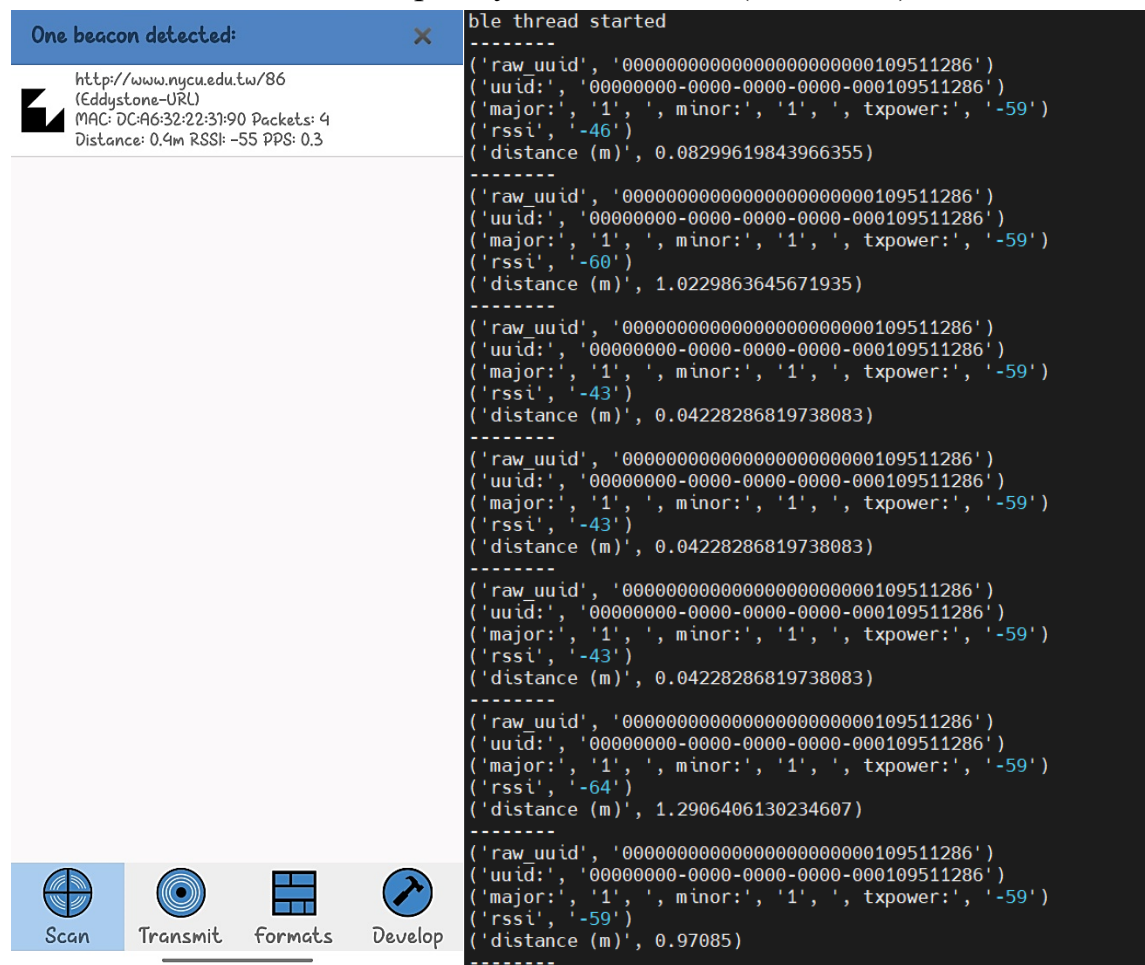 One beacon detected:
×
http://www.nycu.edu.tw/86
(Eddystone-URL)
MAC: DC:A6:32:22:31:90 Packets: 4
Distance: 0.4m RSSI: -55 PPS: 0.3
Scan
Transmit
Formats
Develop
ble thread started
--------
('raw_uuid', '00000000000000000000000109511286')
('uuid:', '00000000-0000-0000-0000-000109511286')
('major:', '1', ', minor:', '1', ', txpower:', '-59')
('rssi', '-46')
('distance (m)', 0.08299619843966355)
--------
('raw_uuid', '00000000000000000000000109511286')
('uuid:', '00000000-0000-0000-0000-000109511286')
('major:', '1', ', minor:', '1', ', txpower:', '-59')
('rssi', '-60')
('distance (m)', 1.0229863645671935)
--------
('raw_uuid', '00000000000000000000000109511286')
('uuid:', '00000000-0000-0000-0000-000109511286')
('major:', '1', ', minor:', '1', ', txpower:', '-59')
('rssi', '-43')
('distance (m)', 0.04228286819738083)
--------
('raw_uuid', '00000000000000000000000109511286')
('uuid:', '00000000-0000-0000-0000-000109511286')
('major:', '1', ', minor:', '1', ', txpower:', '-59')
('rssi', '-43')
('distance (m)', 0.04228286819738083)
--------
('raw_uuid', '00000000000000000000000109511286')
('uuid:', '00000000-0000-0000-0000-000109511286')
('major:', '1', ', minor:', '1', ', txpower:', '-59')
('rssi', '-43')
('distance (m)', 0.04228286819738083)
--------
('raw_uuid', '00000000000000000000000109511286')
('uuid:', '00000000-0000-0000-0000-000109511286')
('major:', '1', ', minor:', '1', ', txpower:', '-59')
('rssi', '-64')
('distance (m)', 1.2906406130234607)
--------
('raw_uuid', '00000000000000000000000109511286')
('uuid:', '00000000-0000-0000-0000-000109511286')
('major:', '1', ', minor:', '1', ', txpower:', '-59')
('rssi', '-59')
('distance (m)', 0.97085)
--------